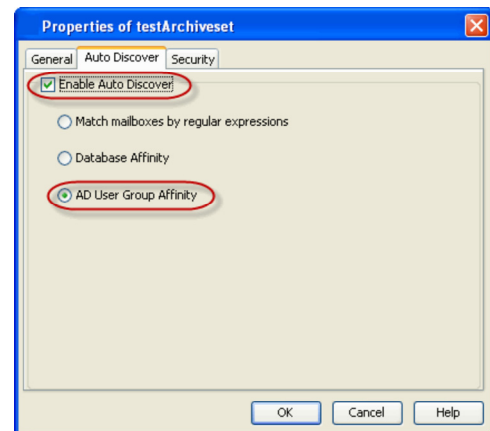 Properties of testArchiveset
General Auto Discover Security
Enable Auto Discover
Match mailboxes by regular expressions
Database Affinity
AD User Group Affinity
OK Cancel Help